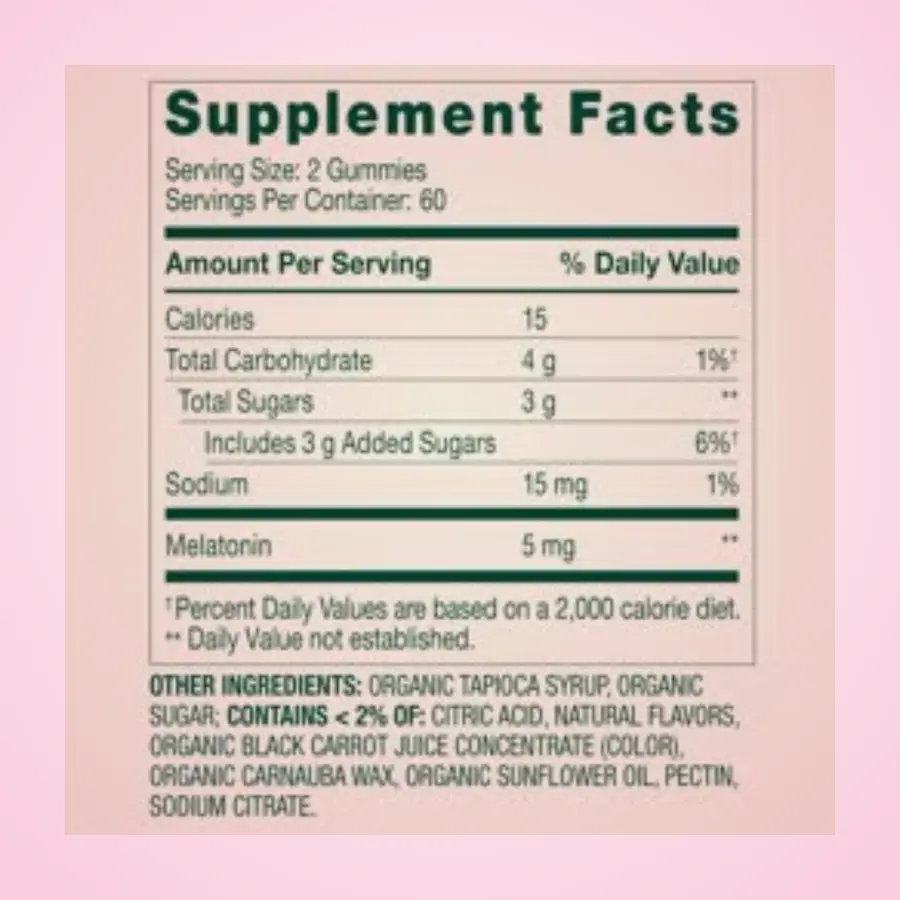 Supplement Facts
Serving Size: 2 Gummies
Servings Per Container: 60
Amount Per Serving % Daily Value
Calories 15
Total Carbohydrate 4 g 1%†
Total Sugars 3 g **
Includes 3 g Added Sugars 6%†
Sodium 15 mg 1%
Melatonin 5 mg **
†Percent Daily Values are based on a 2,000 calorie diet.
** Daily Value not established.
OTHER INGREDIENTS: ORGANIC TAPIOCA SYRUP, ORGANIC
SUGAR; CONTAINS < 2% OF: CITRIC ACID, NATURAL FLAVORS,
ORGANIC BLACK CARROT JUICE CONCENTRATE (COLOR),
ORGANIC CARNAUBA WAX, ORGANIC SUNFLOWER OIL, PECTIN,
SODIUM CITRATE.